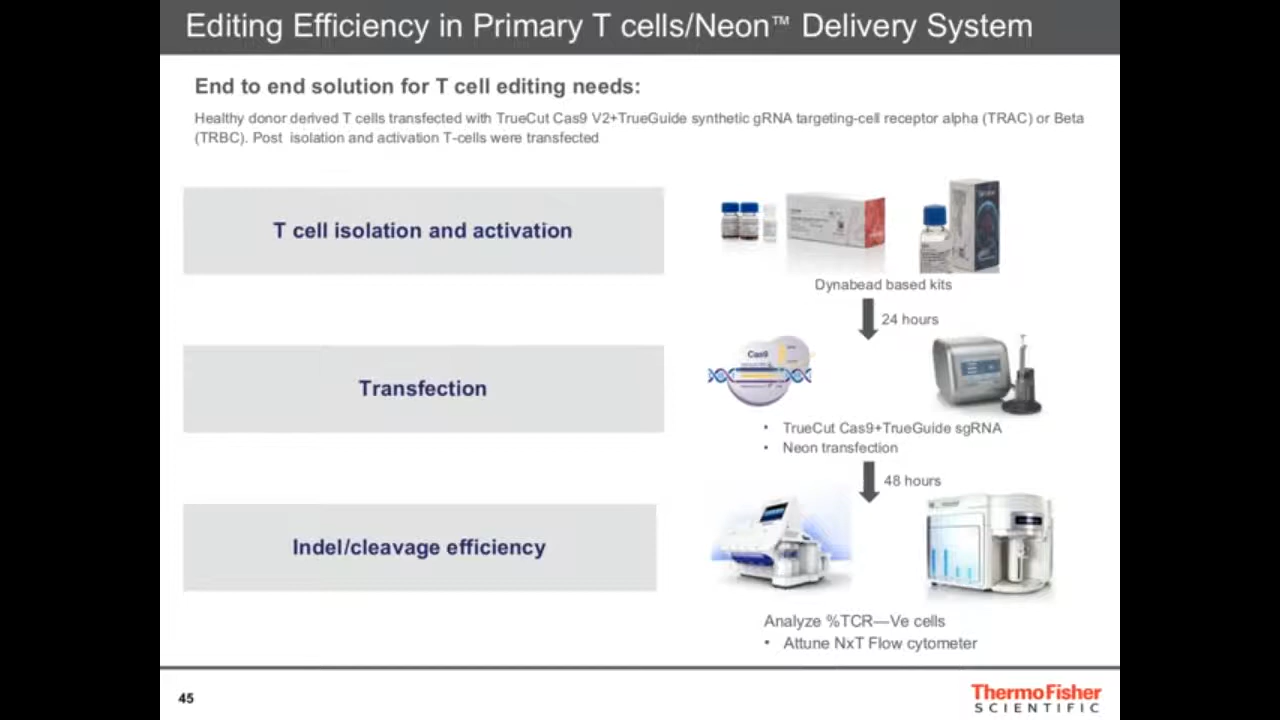 Editing Efficiency in Primary T cells/Neon™ Delivery System
End to end solution for T cell editing needs:
Healthy donor derived T cells transfected with TrueCut Cas9 V2+TrueGuide synthetic gRNA targeting-cell receptor alpha (TRAC) or Beta
(TRBC). Post isolation and activation T-cells were transfected
T cell isolation and activation
Dynabead based kits
24 hours
Cas9
Transfection
• TrueCut Cas9+TrueGuide sgRNA
• Neon transfection
48 hours
Indel/cleavage efficiency
Analyze %TCR—Ve cells
• Attune NxT Flow cytometer
45
ThermoFisher
SCIENTIFIC